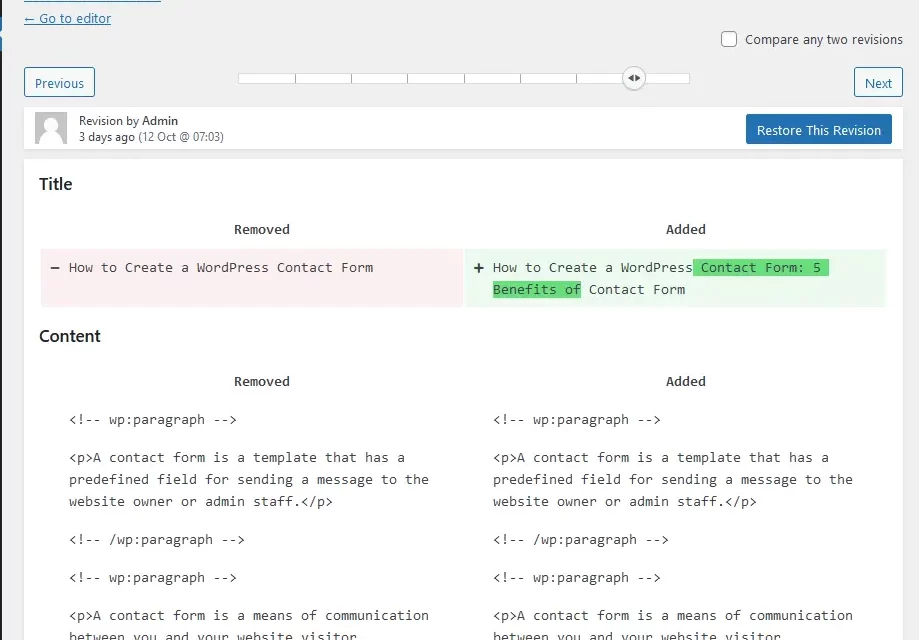 ← Go to editor
Compare any two revisions
Previous
Next
Revision by Admin
3 days ago (12 Oct @ 07:03)
Restore This Revision
Title
Removed
Added
− How to Create a WordPress Contact Form
+ How to Create a WordPress Contact Form: 5
Benefits of Contact Form
Content
Removed
Added
<!-- wp:paragraph -->
<!-- wp:paragraph -->
<p>A contact form is a template that has a
predefined field for sending a message to the
website owner or admin staff.</p>
<p>A contact form is a template that has a
predefined field for sending a message to the
website owner or admin staff.</p>
<!-- /wp:paragraph -->
<!-- /wp:paragraph -->
<!-- wp:paragraph -->
<!-- wp:paragraph -->
<p>A contact form is a means of communication
between you and your website visitor
<p>A contact form is a means of communication
between you and your website visitor